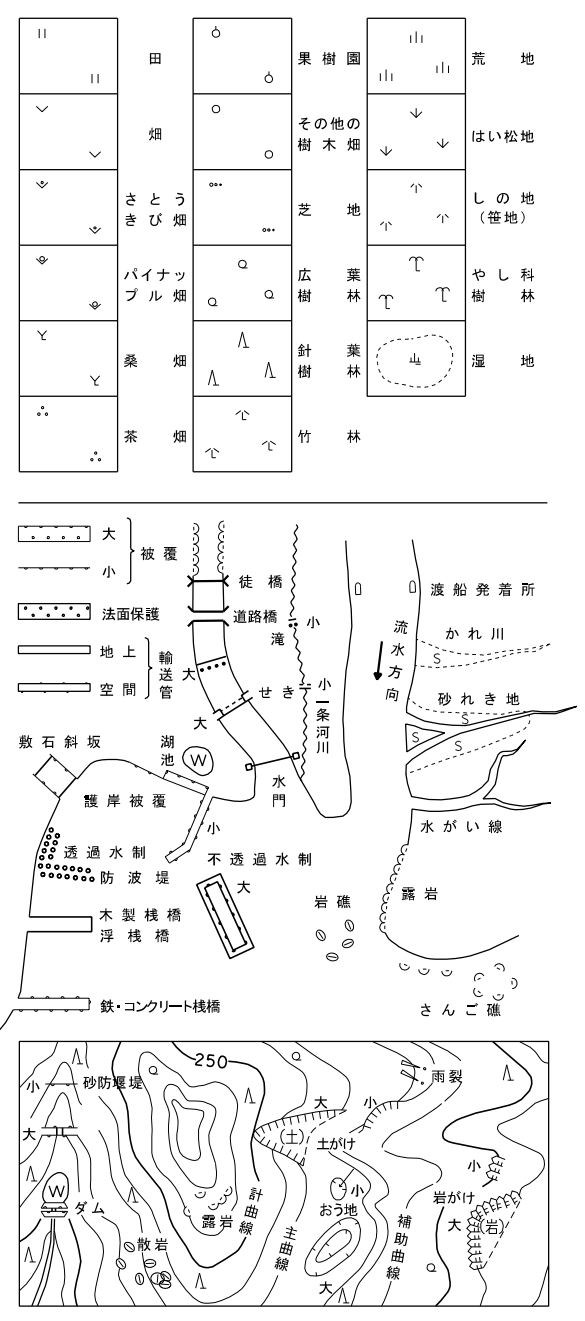 田
果樹園
荒地
畑
その他の
樹木畑
はい松地
さとう
きび畑
芝地
しの地
(笹地)
パイナッ
プル畑
広葉
樹林
やし科
樹林
桑畑
針葉
樹林
湿地
茶畑
竹林
大
小
被覆
法面保護
地上
空間
輸送管
徒橋
道路橋
大
大
せき
小
滝
小
一条河川
水門
渡船発着所
流水方向
かれ川
S
砂れき地
S
S
S
水がい線
敷石斜坂
湖池
W
護岸被覆
小
透過水制
防波堤
不透過水制
大
木製桟橋
浮桟橋
岩礁
露岩
鉄・コンクリート桟橋
さんご礁
250
小
砂防堰堤
大
W
ダム
散岩
露岩
計曲線
主曲線
大
小
(土)
土がけ
小
おう地
大
補助曲線
雨裂
小
岩がけ
大
(岩)